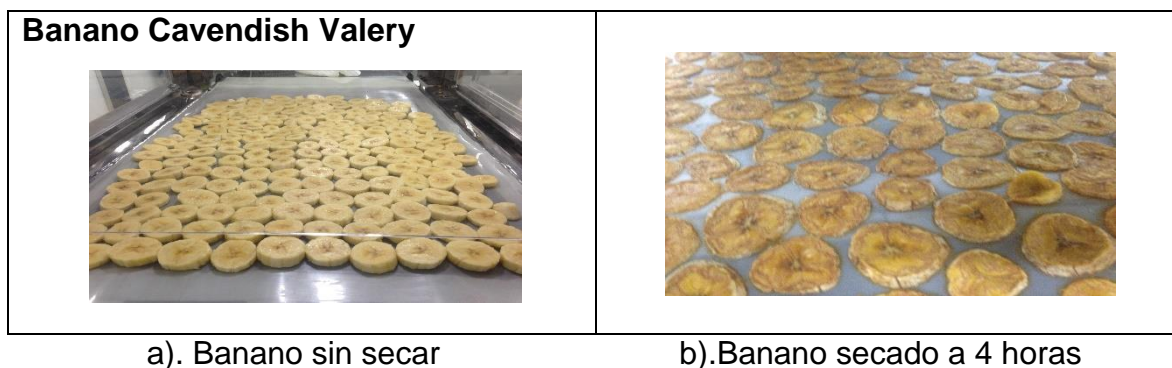 Banano Cavendish Valery
a). Banano sin secar
b).Banano secado a 4 horas